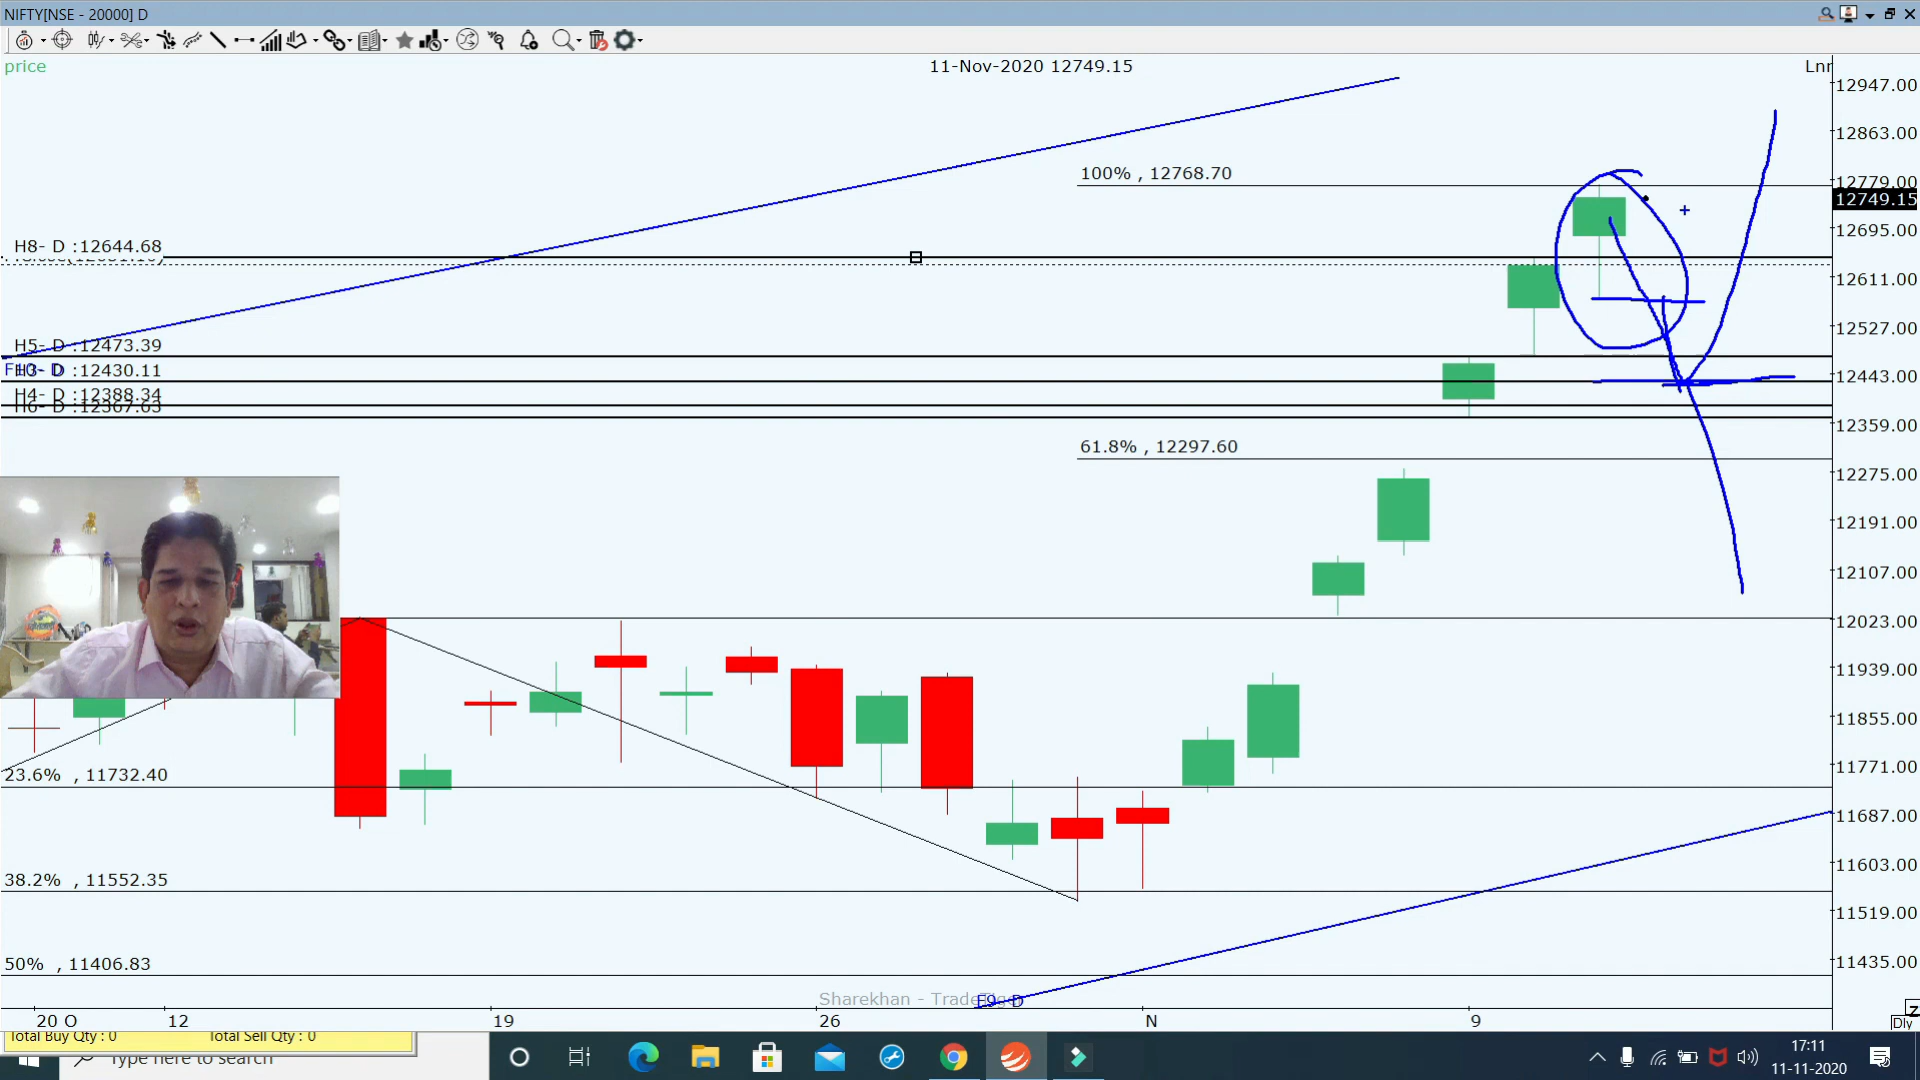 NIFTY[NSE - 20000] D
price
11-Nov-2020 12749.15
Lnr
12947.00
12863.00
100% , 12768.70
12779.00
12749.15
12695.00
H8- D :12644.68
12611.00
12527.00
H5- D :12473.39
H3- D :12430.11
12443.00
H4- D :12388.34
H6- D :12367.63
12359.00
61.8% , 12297.60
12275.00
12191.00
12107.00
12023.00
11939.00
11855.00
23.6% , 11732.40
11771.00
11687.00
38.2% , 11552.35
11603.00
11519.00
50% , 11406.83
11435.00
Sharekhan -
F9- D
20 O
12
19
26
N
9
Dly
Total Buy Qty : 0
Total Sell Qty : 0
Type here to search
17:11
11-11-2020